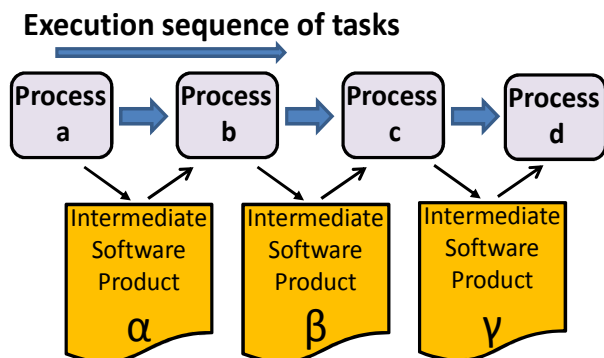 Execution sequence of tasks
Process
a
Process
b
Process
c
Process
d
Intermediate
Software
Product
α
Intermediate
Software
Product
β
Intermediate
Software
Product
γ